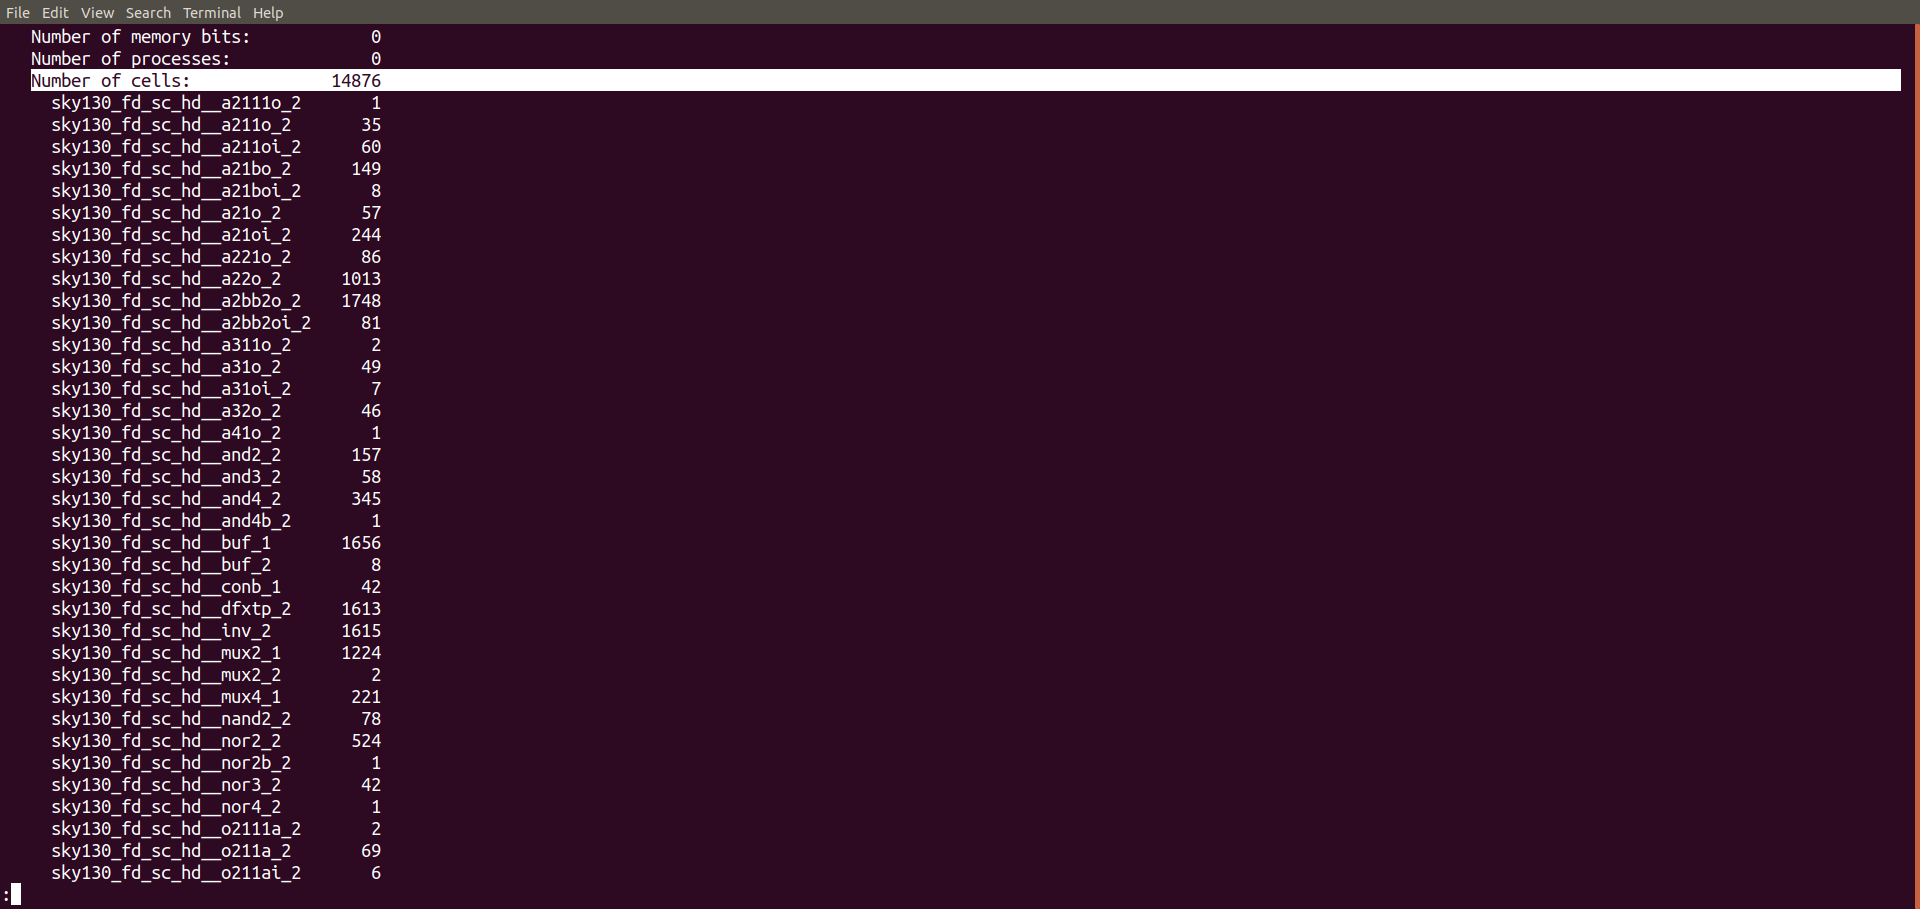 File Edit View Search Terminal Help
Number of memory bits: 0
Number of processes: 0
Number of cells: 14876
sky130_fd_sc_hd__a2111o_2 1
sky130_fd_sc_hd__a211o_2 35
sky130_fd_sc_hd__a211oi_2 60
sky130_fd_sc_hd__a21bo_2 149
sky130_fd_sc_hd__a21boi_2 8
sky130_fd_sc_hd__a21o_2 57
sky130_fd_sc_hd__a21oi_2 244
sky130_fd_sc_hd__a221o_2 86
sky130_fd_sc_hd__a22o_2 1013
sky130_fd_sc_hd__a2bb2o_2 1748
sky130_fd_sc_hd__a2bb2oi_2 81
sky130_fd_sc_hd__a311o_2 2
sky130_fd_sc_hd__a31o_2 49
sky130_fd_sc_hd__a31oi_2 7
sky130_fd_sc_hd__a32o_2 46
sky130_fd_sc_hd__a41o_2 1
sky130_fd_sc_hd__and2_2 157
sky130_fd_sc_hd__and3_2 58
sky130_fd_sc_hd__and4_2 345
sky130_fd_sc_hd__and4b_2 1
sky130_fd_sc_hd__buf_1 1656
sky130_fd_sc_hd__buf_2 8
sky130_fd_sc_hd__conb_1 42
sky130_fd_sc_hd__dfxtp_2 1613
sky130_fd_sc_hd__inv_2 1615
sky130_fd_sc_hd__mux2_1 1224
sky130_fd_sc_hd__mux2_2 2
sky130_fd_sc_hd__mux4_1 221
sky130_fd_sc_hd__nand2_2 78
sky130_fd_sc_hd__nor2_2 524
sky130_fd_sc_hd__nor2b_2 1
sky130_fd_sc_hd__nor3_2 42
sky130_fd_sc_hd__nor4_2 1
sky130_fd_sc_hd__o2111a_2 2
sky130_fd_sc_hd__o211a_2 69
sky130_fd_sc_hd__o211ai_2 6
: